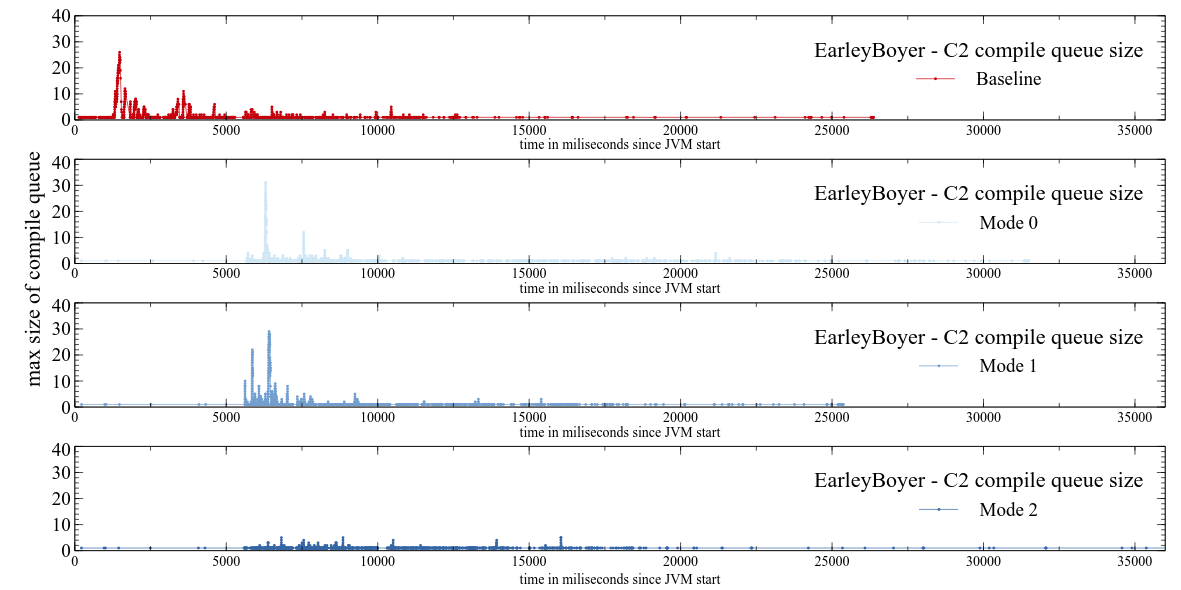 max size of compile queue
40
30
20
10
0
EarleyBoyer - C2 compile queue size
Baseline
0 5000 10000 15000 20000 25000 30000 35000
time in miliseconds since JVM start
40
30
20
10
0
EarleyBoyer - C2 compile queue size
Mode 0
0 5000 10000 15000 20000 25000 30000 35000
time in miliseconds since JVM start
40
30
20
10
0
EarleyBoyer - C2 compile queue size
Mode 1
0 5000 10000 15000 20000 25000 30000 35000
time in miliseconds since JVM start
40
30
20
10
0
EarleyBoyer - C2 compile queue size
Mode 2
0 5000 10000 15000 20000 25000 30000 35000
time in miliseconds since JVM start